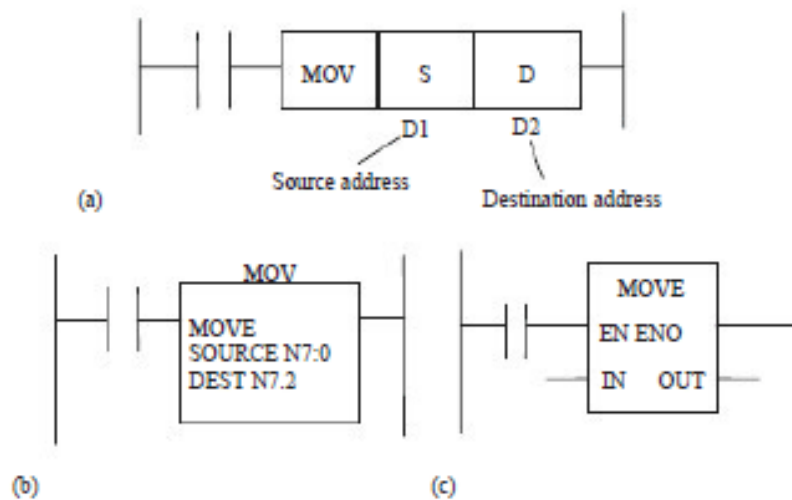 MOV S D
D1 D2
Source address
Destination address
(a)
MOV
MOVE
SOURCE N7:0
DEST N7.2
(b)
MOVE
EN ENO
IN OUT
(c)